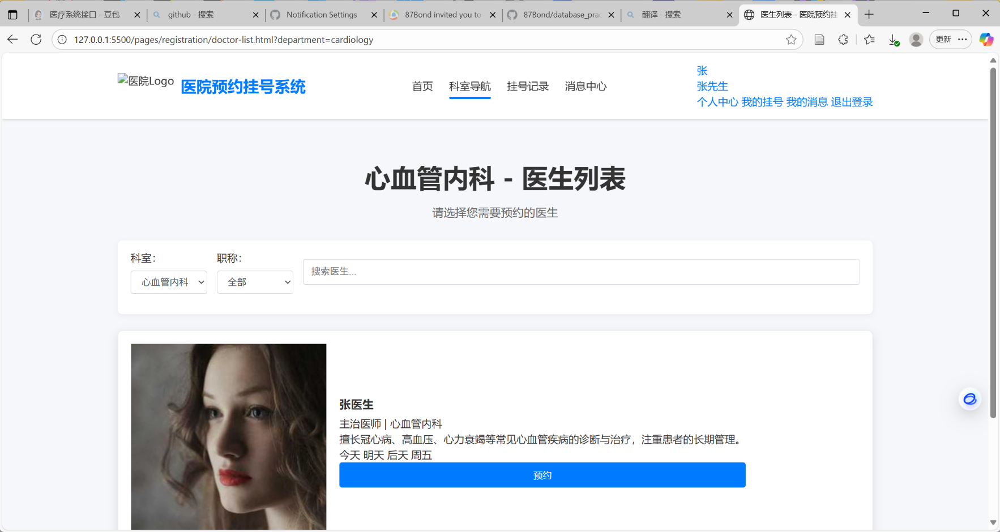 医疗系统接口 - 豆包
github - 搜索
Notification Settings
87Bond invited you to
87Bond/database_prac
翻译 - 搜索
医生列表 - 医院预约挂
127.0.0.1:5500/pages/registration/doctor-list.html?department=cardiology
更新
医院Logo
医院预约挂号系统
首页
科室导航
挂号记录
消息中心
张
张先生
个人中心 我的挂号 我的消息 退出登录
心血管内科 - 医生列表
请选择您需要预约的医生
科室：
职称：
心血管内科
全部
搜索医生...
张医生
主治医师 | 心血管内科
擅长冠心病、高血压、心力衰竭等常见心血管疾病的诊断与治疗，注重患者的长期管理。
今天 明天 后天 周五
预约